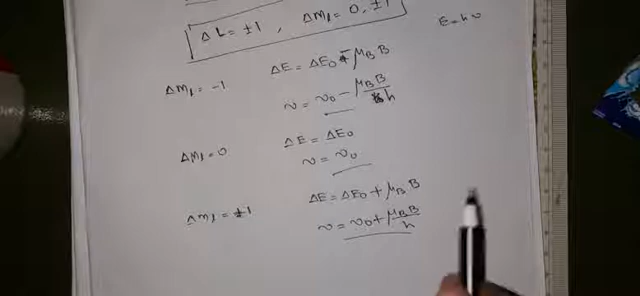 Δl = ±1 , Δm_l = 0, ±1
E = hν
Δm_l = -1
ΔE = ΔE₀ - μ_B B
ν = ν₀ - μ_B B / h
Δm_l = 0
ΔE = ΔE₀
ν = ν₀
Δm_l = ±1
ΔE = ΔE₀ + μ_B B
ν = ν₀ + μ_B B / h